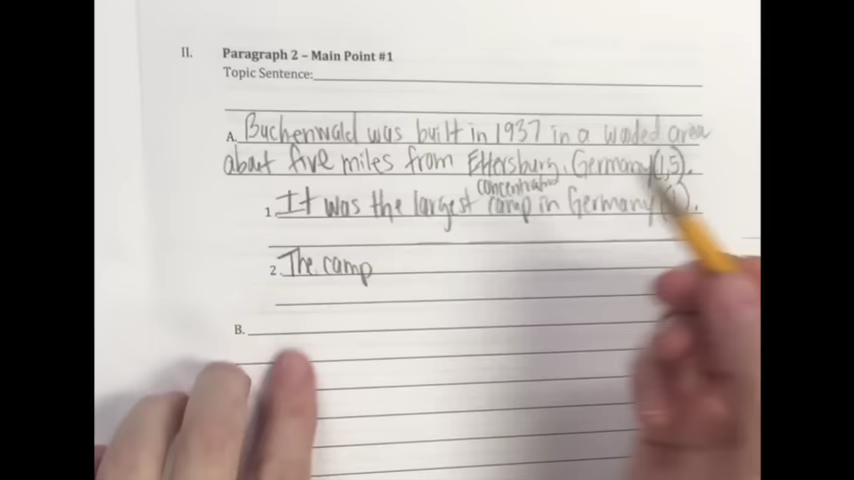 II. Paragraph 2 – Main Point #1
Topic Sentence:
A. Buchenwald was built in 1937 in a wooded area
about five miles from Ettersburg, Germany (1,5).
concentration
1. It was the largest camp in Germany (1).
2. The camp
B.